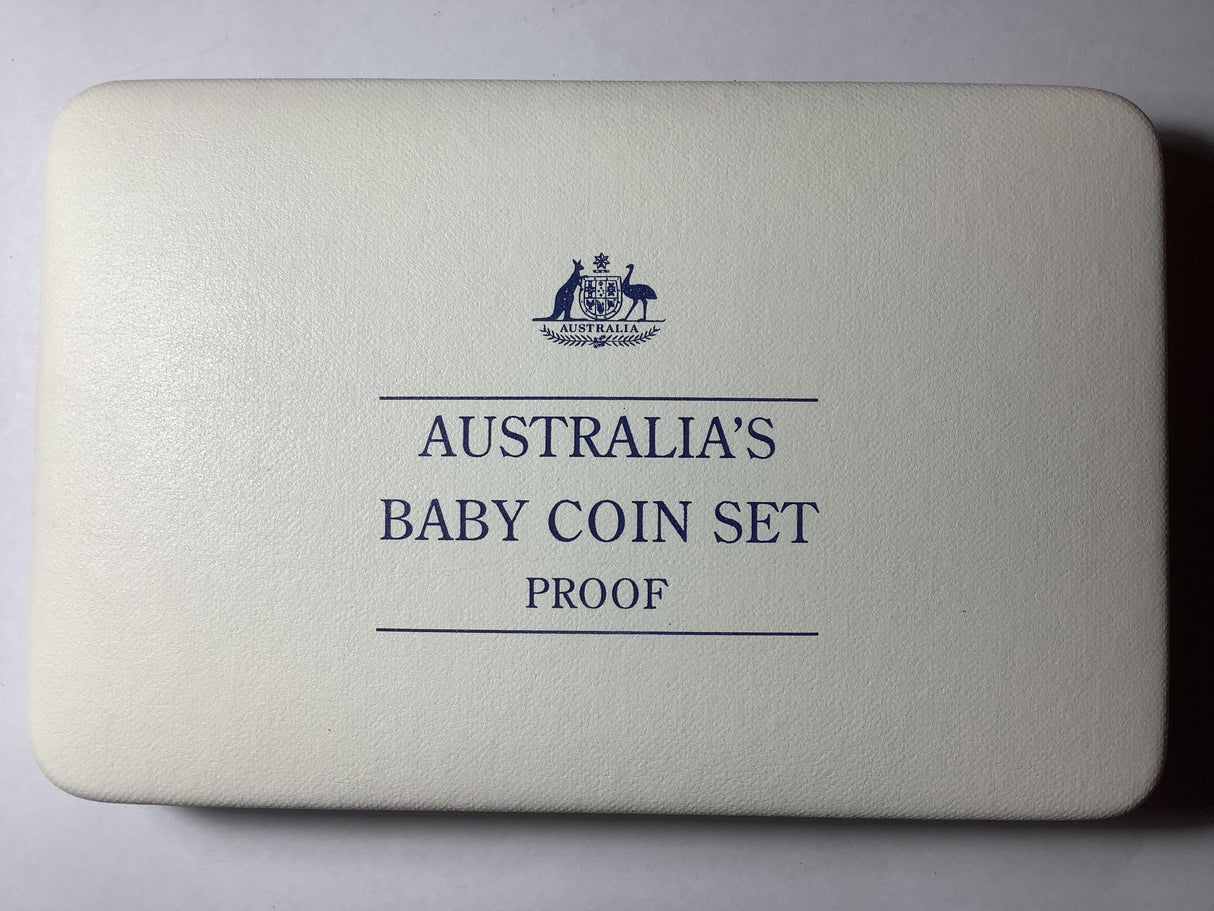 AUSTRALIA
AUSTRALIA'S
BABY COIN SET
PROOF